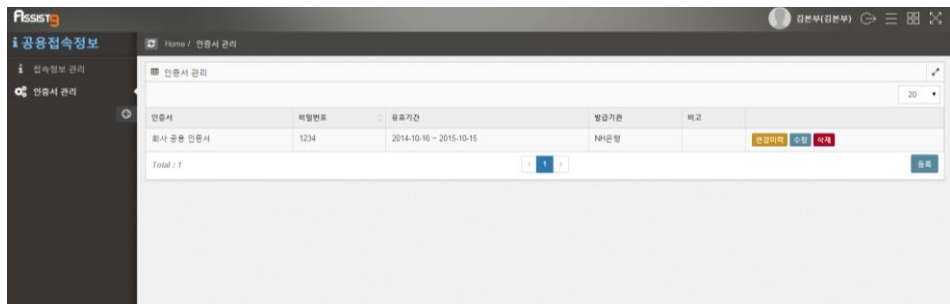 Assist9
김본부(김본부)
공용접속정보
Home / 인증서 관리
접속정보 관리
인증서 관리
인증서 관리
20
인증서 비밀번호 유효기간 발급기관 비고
회사 공용 인증서 1234 2014-10-16 ~ 2015-10-15 NH은행 변경이력 수정 삭제
Total : 1 < 1 > 등록